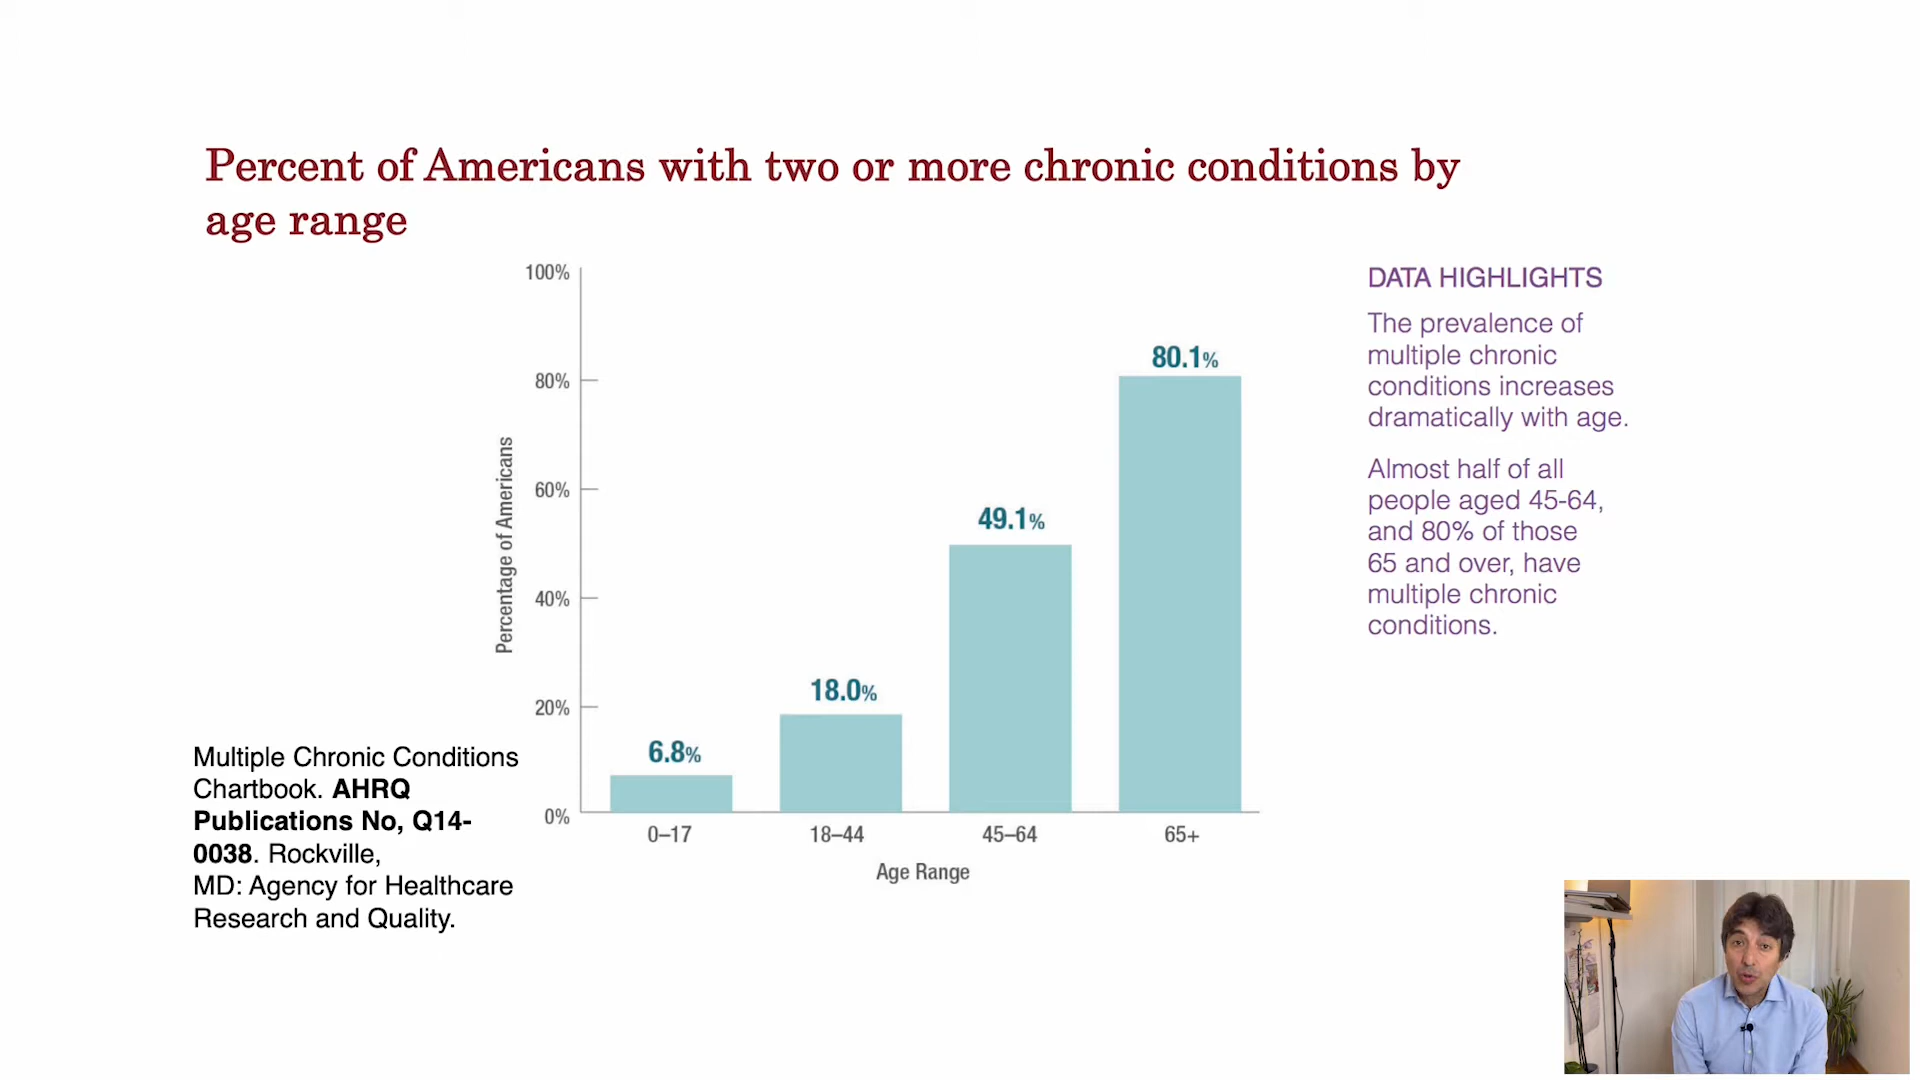 Percent of Americans with two or more chronic conditions by
age range
100%
80%
60%
40%
20%
0%
Percentage of Americans
6.8%
18.0%
49.1%
80.1%
0–17
18–44
45–64
65+
Age Range
DATA HIGHLIGHTS
The prevalence of
multiple chronic
conditions increases
dramatically with age.
Almost half of all
people aged 45-64,
and 80% of those
65 and over, have
multiple chronic
conditions.
Multiple Chronic Conditions
Chartbook. AHRQ
Publications No, Q14-
0038. Rockville,
MD: Agency for Healthcare
Research and Quality.